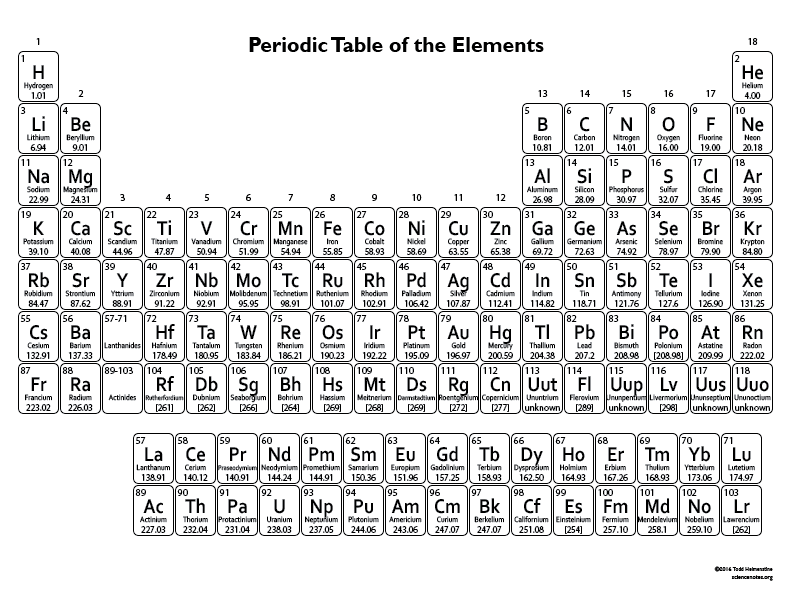 Periodic Table of the Elements
1 18
1 2
H He
Hydrogen Helium
1.01 2 13 14 15 16 17 4.00
3 4 5 6 7 8 9 10
Li Be B C N O F Ne
Lithium Beryllium Boron Carbon Nitrogen Oxygen Fluorine Neon
6.94 9.01 10.81 12.01 14.01 16.00 19.00 20.18
11 12 13 14 15 16 17 18
Na Mg Al Si P S Cl Ar
Sodium Magnesium Aluminum Silicon Phosphorus Sulfur Chlorine Argon
22.99 24.31 3 4 5 6 7 8 9 10 11 12 26.98 28.09 30.97 32.07 35.45 39.95
19 20 21 22 23 24 25 26 27 28 29 30 31 32 33 34 35 36
K Ca Sc Ti V Cr Mn Fe Co Ni Cu Zn Ga Ge As Se Br Kr
Potassium Calcium Scandium Titanium Vanadium Chromium Manganese Iron Cobalt Nickel Copper Zinc Gallium Germanium Arsenic Selenium Bromine Krypton
39.10 40.08 44.96 47.87 50.94 51.99 54.94 55.85 58.93 58.69 63.55 65.38 69.72 72.63 74.92 78.97 79.90 84.80
37 38 39 40 41 42 43 44 45 46 47 48 49 50 51 52 53 54
Rb Sr Y Zr Nb Mo Tc Ru Rh Pd Ag Cd In Sn Sb Te I Xe
Rubidium Strontium Yttrium Zirconium Niobium Molibdenum Technetium Ruthenium Rhodium Palladium Silver Cadmium Indium Tin Antimony Tellurium Iodine Xenon
84.47 87.62 88.91 91.22 92.91 95.95 98.91 101.07 102.91 106.42 107.87 112.41 114.82 118.71 121.76 127.6 126.90 131.25
55 56 57-71 72 73 74 75 76 77 78 79 80 81 82 83 84 85 86
Cs Ba Lanthanides Hf Ta W Re Os Ir Pt Au Hg Tl Pb Bi Po At Rn
Cesium Barium Hafnium Tantalum Tungsten Rhenium Osmium Iridium Platinum Gold Mercury Thallium Lead Bismuth Polonium Astatine Radon
132.91 137.33 178.49 180.95 183.84 186.21 190.23 192.22 195.09 196.97 200.59 204.38 207.2 208.98 [208.98] 209.99 222.02
87 88 89-103 104 105 106 107 108 109 110 111 112 113 114 115 116 117 118
Fr Ra Actinides Rf Db Sg Bh Hs Mt Ds Rg Cn Uut Fl Uup Lv Uus Uuo
Francium Radium Rutherfordium Dubnium Seaborgium Bohrium Hassium Meitnerium Darmstadtium Roentgenium Copernicium Ununtrium Flerovium Ununpentium Livermorium Ununseptium Ununoctium
223.02 226.03 [261] [262] [266] [264] [269] [268] [269] [272] [277] unknown [289] unknown [298] unknown unknown
57 58 59 60 61 62 63 64 65 66 67 68 69 70 71
La Ce Pr Nd Pm Sm Eu Gd Tb Dy Ho Er Tm Yb Lu
Lanthanum Cerium Praseodymium Neodymium Promethium Samarium Europium Gadolinium Terbium Dysprosium Holmium Erbium Thulium Ytterbium Lutetium
138.91 140.12 140.91 144.24 144.91 150.36 151.96 157.25 158.93 162.50 164.93 167.26 168.93 173.06 174.97
89 90 91 92 93 94 95 96 97 98 99 100 101 102 103
Ac Th Pa U Np Pu Am Cm Bk Cf Es Fm Md No Lr
Actinium Thorium Protactinium Uranium Neptunium Plutonium Americium Curium Berkelium Californium Einsteinium Fermium Mendelevium Nobelium Lawrencium
227.03 232.04 231.04 238.03 237.05 244.06 243.06 247.07 247.07 251.08 [254] 257.10 258.1 259.10 [262]
©2016 Todd Helmenstine
sciencenotes.org